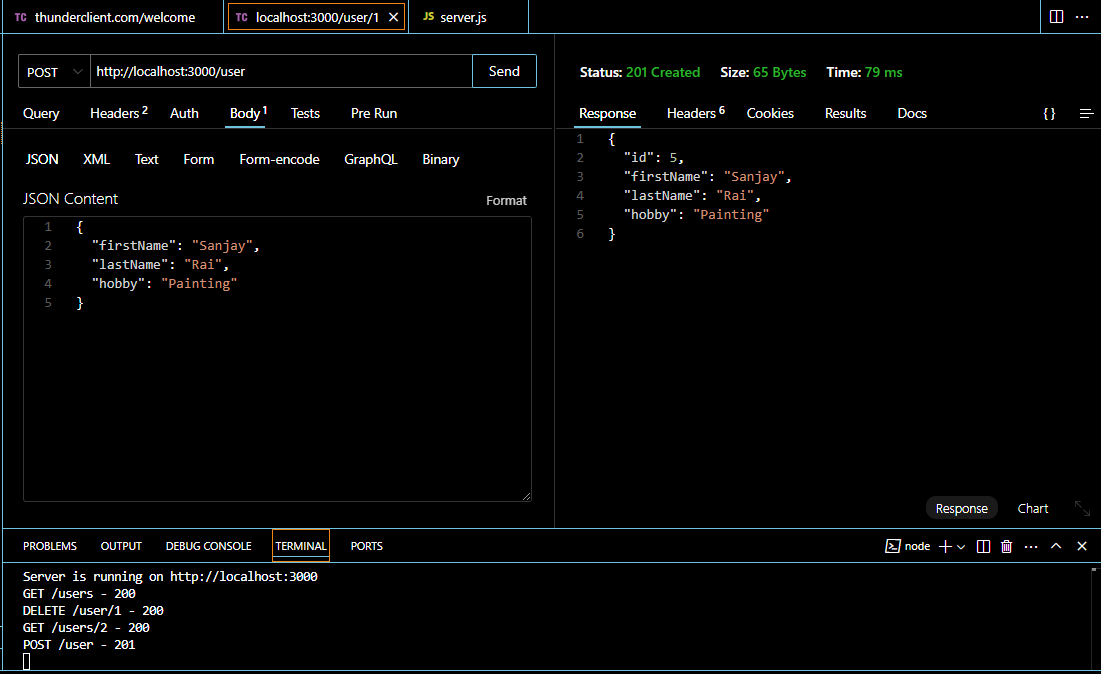 TC thunderclient.com/welcome TC localhost:3000/user/1 JS server.js
POST http://localhost:3000/user Send
Query Headers 2 Auth Body 1 Tests Pre Run
JSON XML Text Form Form-encode GraphQL Binary
JSON Content Format
1 {
2 "firstName": "Sanjay",
3 "lastName": "Rai",
4 "hobby": "Painting"
5 }
Status: 201 Created Size: 65 Bytes Time: 79 ms
Response Headers 6 Cookies Results Docs {}
1 {
2 "id": 5,
3 "firstName": "Sanjay",
4 "lastName": "Rai",
5 "hobby": "Painting"
6 }
Response Chart
PROBLEMS OUTPUT DEBUG CONSOLE TERMINAL PORTS node
Server is running on http://localhost:3000
GET /users - 200
DELETE /user/1 - 200
GET /users/2 - 200
POST /user - 201